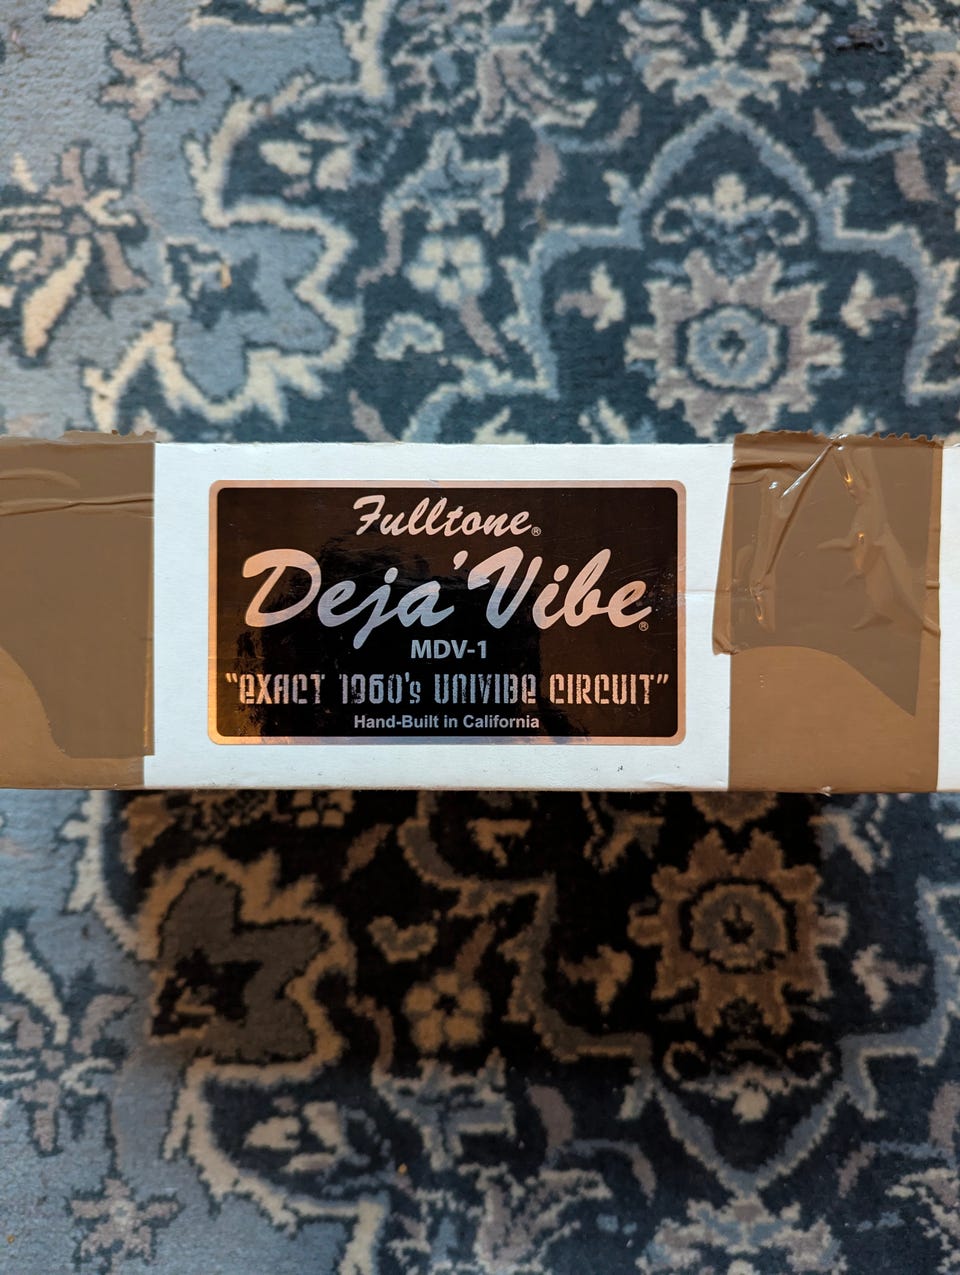 Fulltone®
Deja'Vibe®
MDV-1
"EXACT 1960's UNIVIBE CIRCUIT"
Hand-Built in California